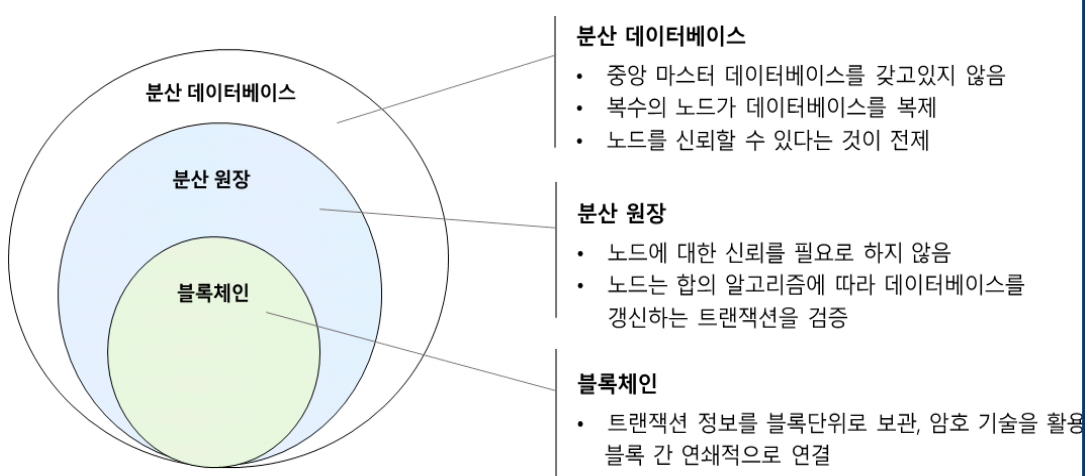 분산 데이터베이스
분산 원장
블록체인
분산 데이터베이스
• 중앙 마스터 데이터베이스를 갖고있지 않음
• 복수의 노드가 데이터베이스를 복제
• 노드를 신뢰할 수 있다는 것이 전제
분산 원장
• 노드에 대한 신뢰를 필요로 하지 않음
• 노드는 합의 알고리즘에 따라 데이터베이스를
갱신하는 트랜잭션을 검증
블록체인
• 트랜잭션 정보를 블록단위로 보관, 암호 기술을 활용
블록 간 연쇄적으로 연결